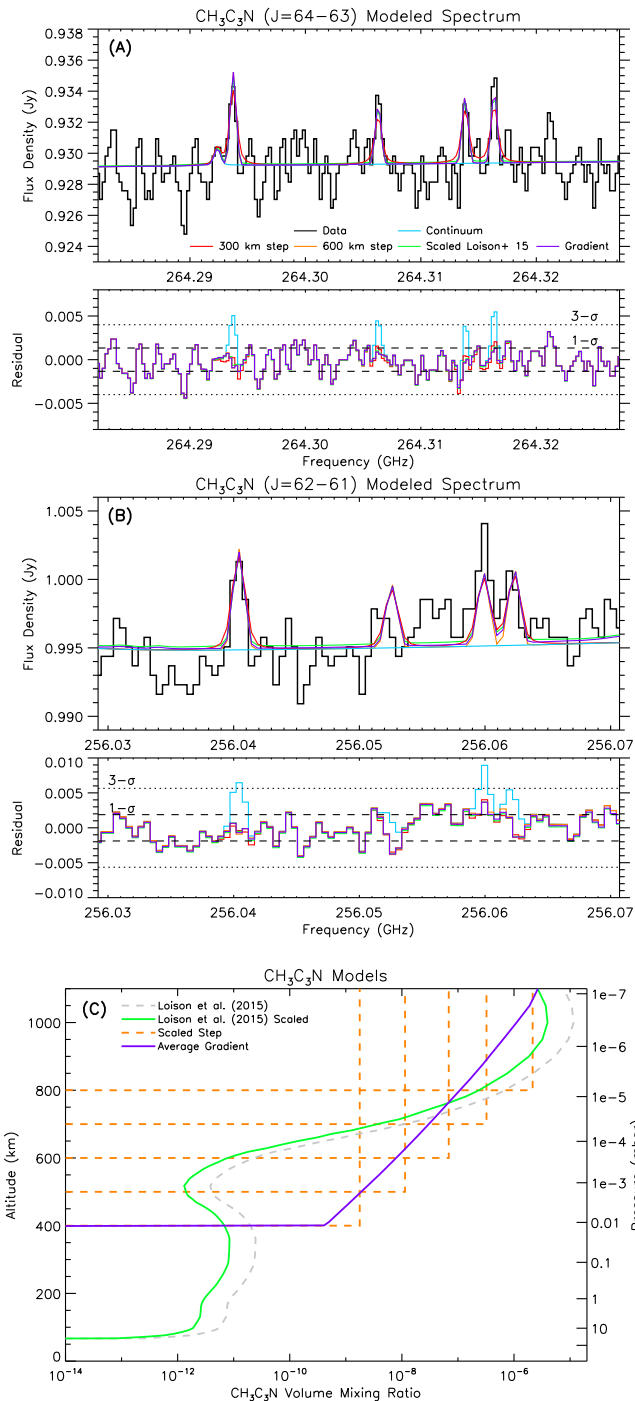 CH₃C₃N (J=64−63) Modeled Spectrum
(A)
0.938
0.936
0.934
0.932
0.930
0.928
0.926
0.924
Flux Density (Jy)
Data
Continuum
300 km step
600 km step
Scaled Loison+ 15
Gradient
264.29 264.30 264.31 264.32
0.005
0.000
−0.005
Residual
3−σ
1−σ
264.29 264.30 264.31 264.32
Frequency (GHz)
CH₃C₃N (J=62−61) Modeled Spectrum
(B)
1.005
1.000
0.995
0.990
Flux Density (Jy)
256.03 256.04 256.05 256.06 256.07
0.010
0.005
0.000
−0.005
−0.010
Residual
3−σ
1−σ
256.03 256.04 256.05 256.06 256.07
Frequency (GHz)
CH₃C₃N Models
(C)
Loison et al. (2015)
Loison et al. (2015) Scaled
Scaled Step
Average Gradient
1000
800
600
400
200
0
Altitude (km)
1e−7
1e−6
1e−5
1e−4
1e−3
0.01
0.1
1
10
10⁻¹⁴ 10⁻¹² 10⁻¹⁰ 10⁻⁸ 10⁻⁶
CH₃C₃N Volume Mixing Ratio